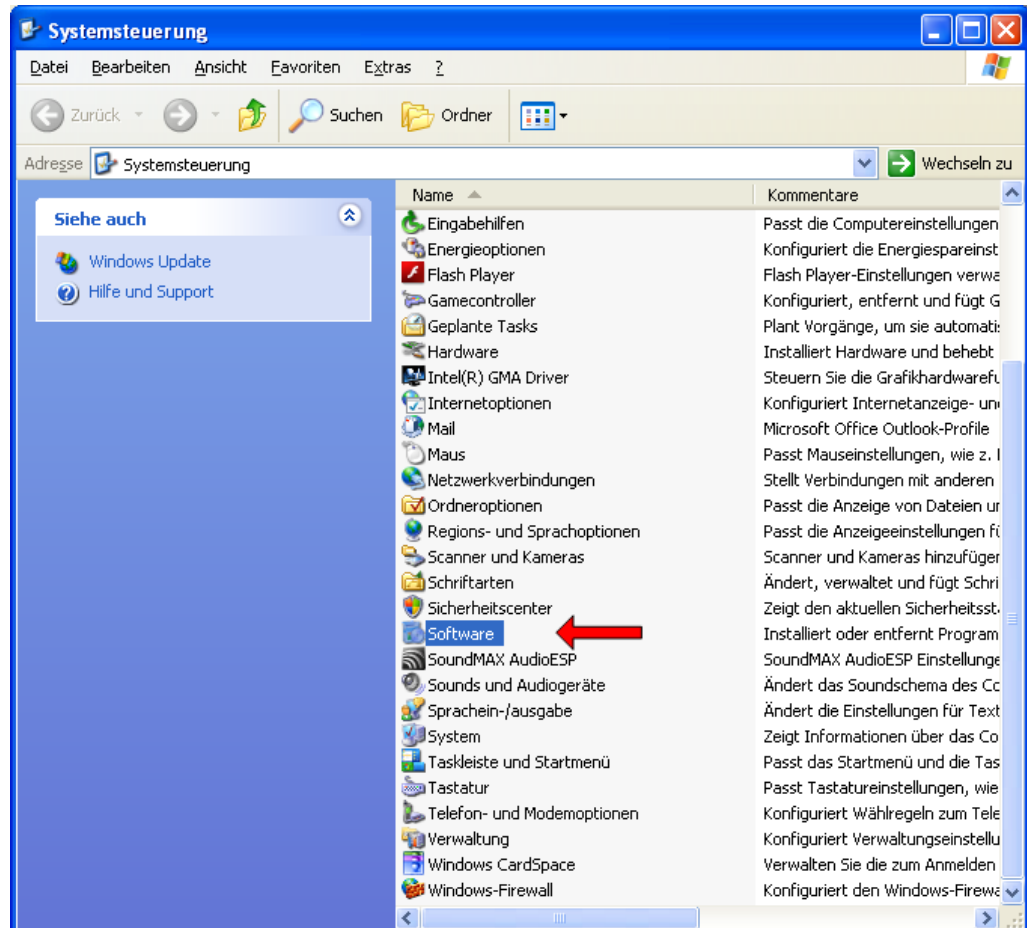 Systemsteuerung
Datei Bearbeiten Ansicht Favoriten Extras ?
Zurück Suchen Ordner
Adresse Systemsteuerung Wechseln zu
Siehe auch
Windows Update
Hilfe und Support
Name Kommentare
Eingabehilfen Passt die Computereinstellungen
Energieoptionen Konfiguriert die Energiespareinst
Flash Player Flash Player-Einstellungen verwa
Gamecontroller Konfiguriert, entfernt und fügt G
Geplante Tasks Plant Vorgänge, um sie automatis
Hardware Installiert Hardware und behebt
Intel(R) GMA Driver Steuern Sie die Grafikhardwarefu
Internetoptionen Konfiguriert Internetanzeige- und
Mail Microsoft Office Outlook-Profile
Maus Passt Mauseinstellungen, wie z.
Netzwerkverbindungen Stellt Verbindungen mit anderen
Ordneroptionen Passt die Anzeige von Dateien un
Regions- und Sprachoptionen Passt die Anzeigeeinstellungen fü
Scanner und Kameras Scanner und Kameras hinzufügen
Schriftarten Ändert, verwaltet und fügt Schri
Sicherheitscenter Zeigt den aktuellen Sicherheitsst
Software Installiert oder entfernt Program
SoundMAX AudioESP SoundMAX AudioESP Einstellunge
Sounds und Audiogeräte Ändert das Soundschema des Co
Sprachein-/ausgabe Ändert die Einstellungen für Text
System Zeigt Informationen über das Co
Taskleiste und Startmenü Passt das Startmenü und die Tas
Tastatur Passt Tastatureinstellungen, wie
Telefon- und Modemoptionen Konfiguriert Wählregeln zum Tele
Verwaltung Konfiguriert Verwaltungseinstellu
Windows CardSpace Verwalten Sie die zum Anmelden
Windows-Firewall Konfiguriert den Windows-Firewa